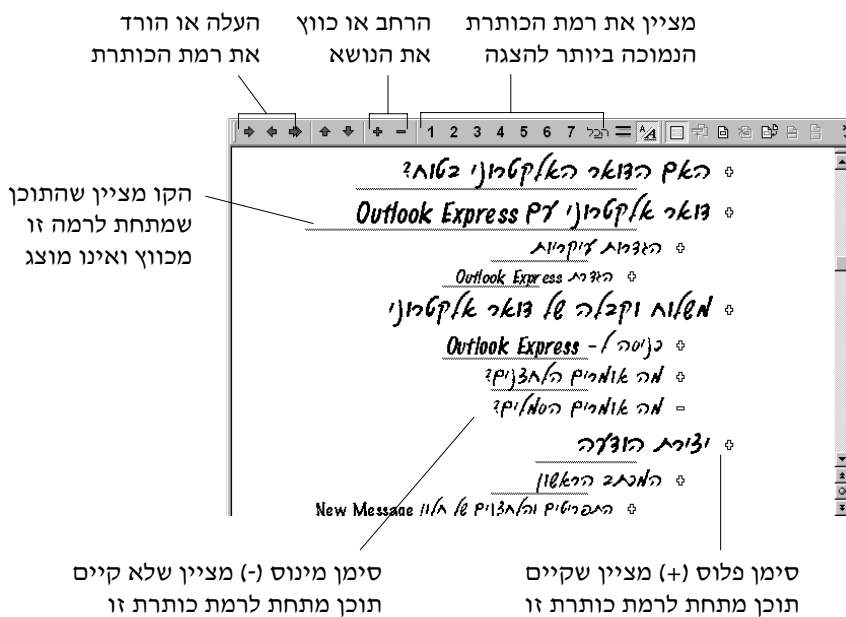 מציין את רמת הכותרת
הנמוכה ביותר להצגה
הרחב או כווץ
את הנושא
העלה או הורד
את רמת הכותרת
1 2 3 4 5 6 7 הכל
האם הדואר האלקטרוני בטוח?
דואר אלקטרוני עם Outlook Express
הגדרות עיקריות
הגדרת Outlook Express
משלוח וקבלה של דואר אלקטרוני
כניסה ל- Outlook Express
מה אומרים הלחצנים?
מה אומרים הסמלים?
יצירת הודעה
המכתב הראשון
התפריטים והלחצנים של חלון New Message
הקו מציין שהתוכן
שמתחת לרמה זו
מכווץ ואינו מוצג
סימן פלוס (+) מציין שקיים
תוכן מתחת לרמת כותרת זו
סימן מינוס (-) מציין שלא קיים
תוכן מתחת לרמת כותרת זו